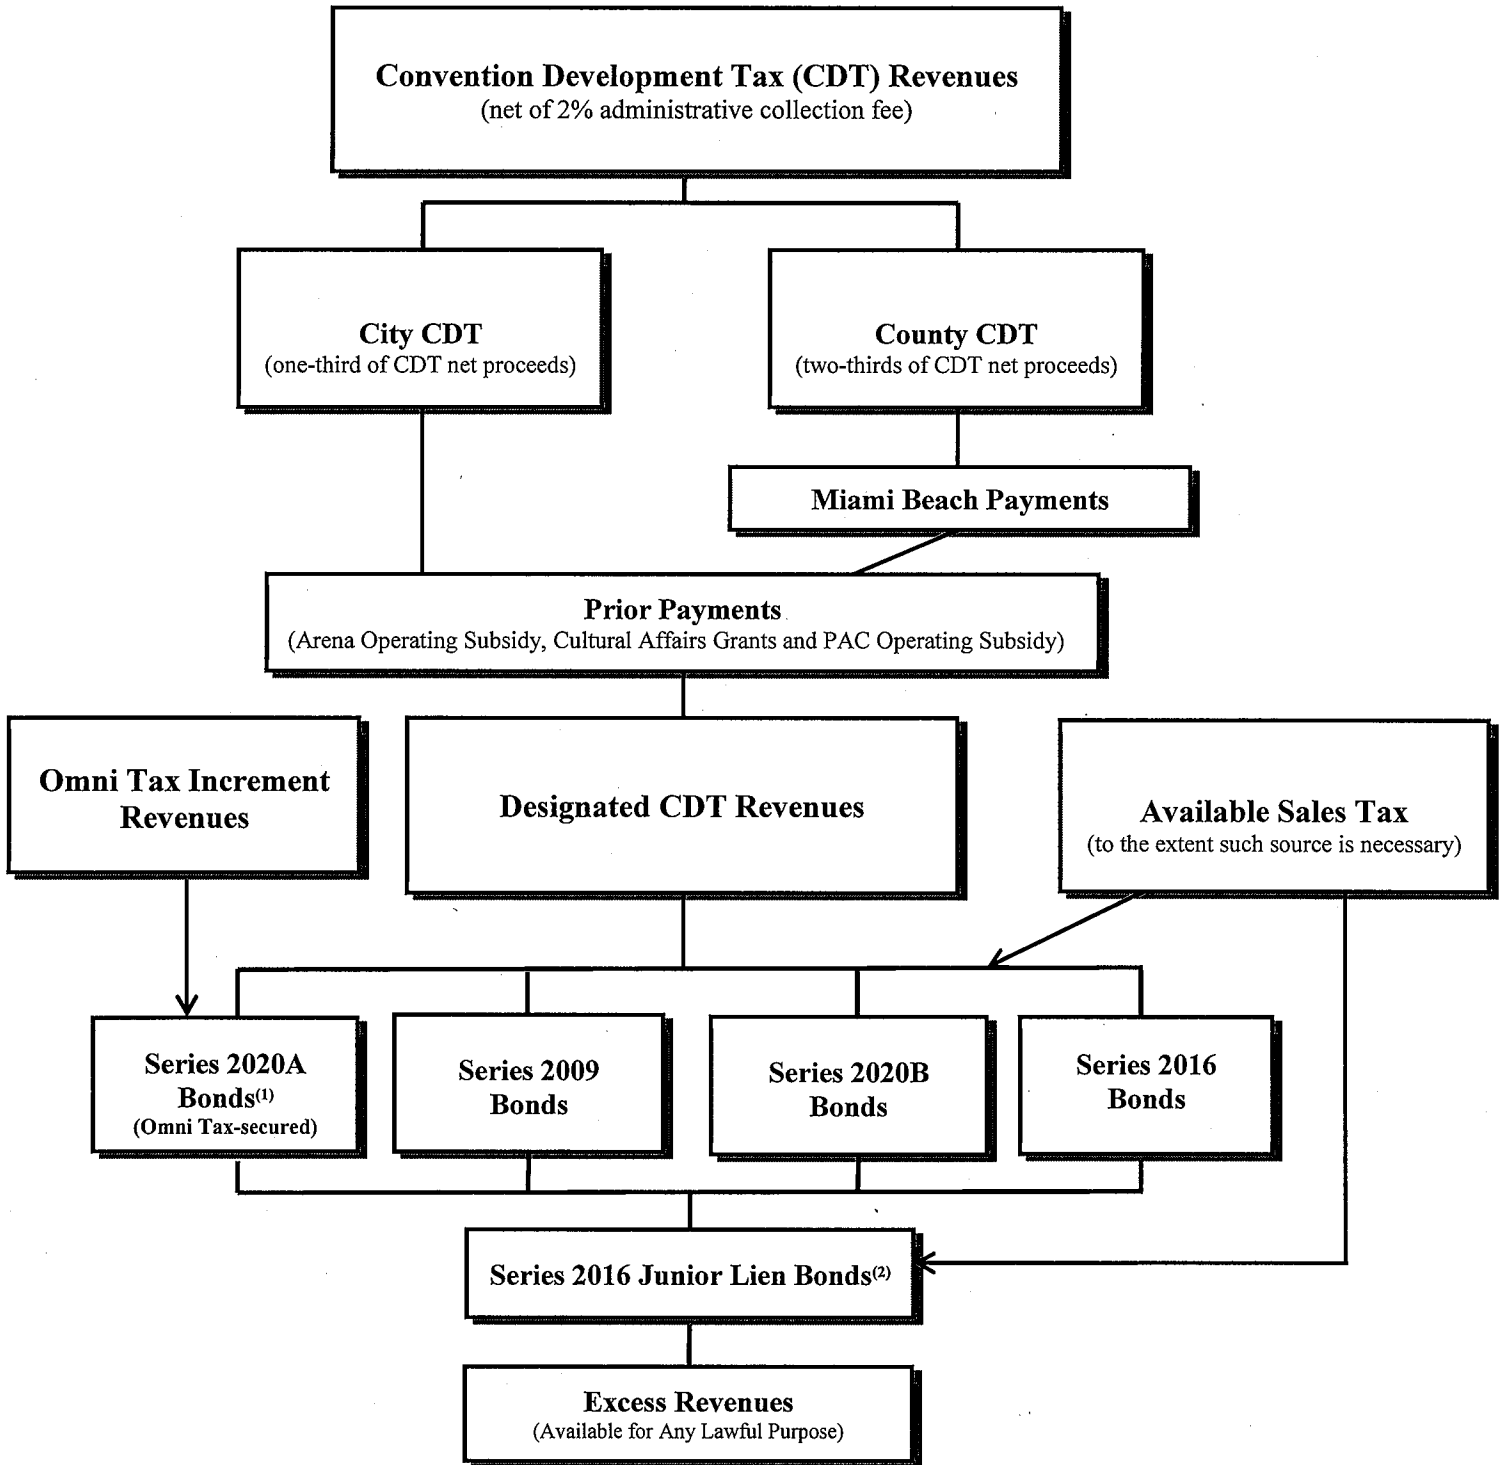 Convention Development Tax (CDT) Revenues
(net of 2% administrative collection fee)
City CDT
(one-third of CDT net proceeds)
County CDT
(two-thirds of CDT net proceeds)
Miami Beach Payments
Prior Payments
(Arena Operating Subsidy, Cultural Affairs Grants and PAC Operating Subsidy)
Omni Tax Increment
Revenues
Designated CDT Revenues
Available Sales Tax
(to the extent such source is necessary)
Series 2020A
Bonds(1)
(Omni Tax-secured)
Series 2009
Bonds
Series 2020B
Bonds
Series 2016
Bonds
Series 2016 Junior Lien Bonds(2)
Excess Revenues
(Available for Any Lawful Purpose)